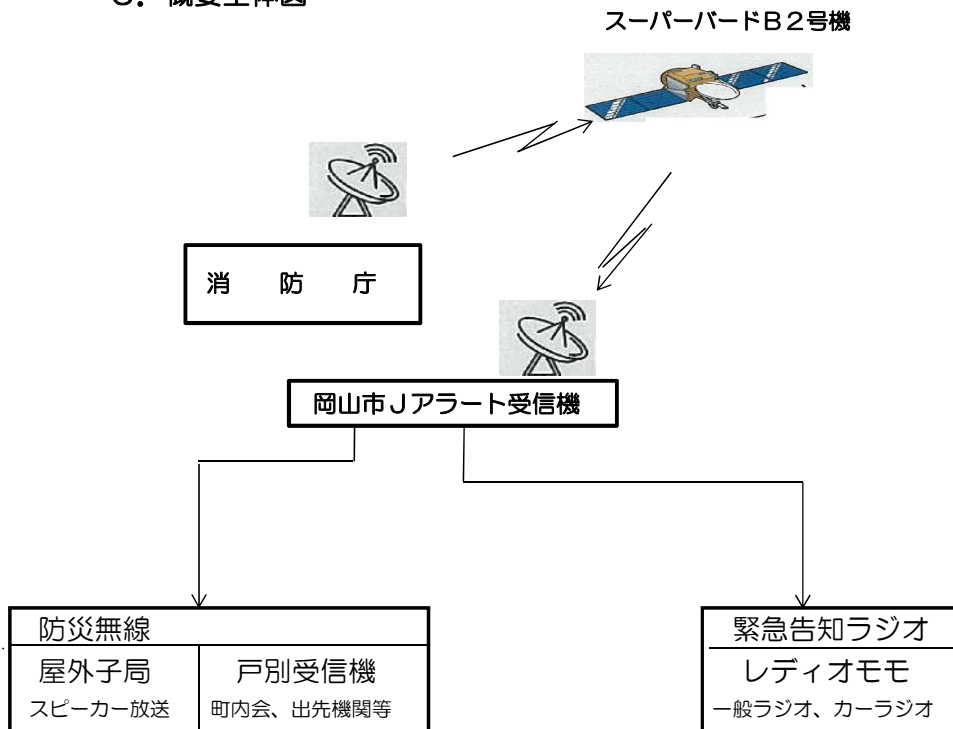 スーパーバードB2号機
消　防　庁
岡山市Jアラート受信機
防災無線
屋外子局
戸別受信機
スピーカー放送
町内会、出先機関等
緊急告知ラジオ
レディオモモ
一般ラジオ、カーラジオ